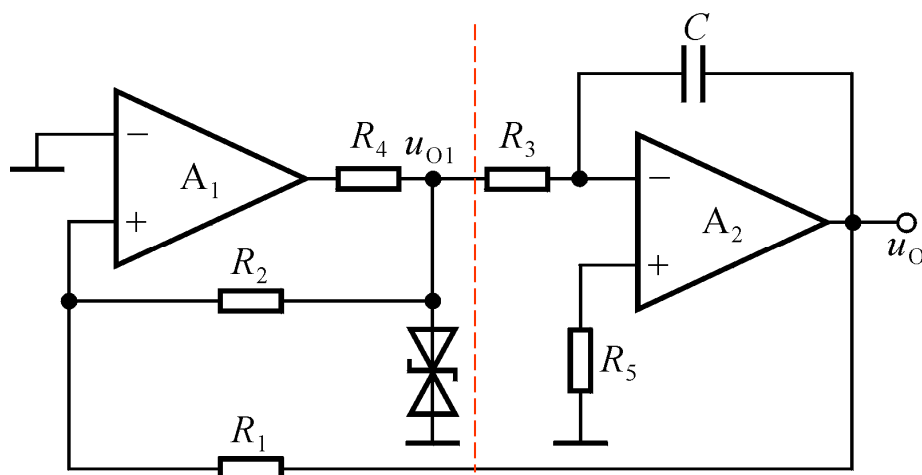 C
R4
uO1
R3
−
A1
+
−
A2
+
uO
R2
R5
R1